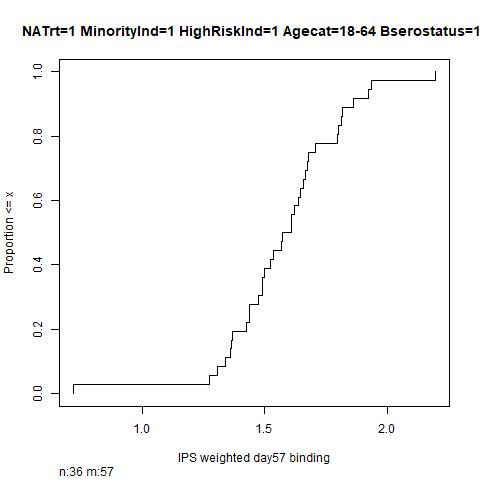 NATrt=1 MinorityInd=1 HighRiskInd=1 Agecat=18-64 Bserostatus=1
1.0
0.8
0.6
0.4
0.2
0.0
Proportion <= x
1.0 1.5 2.0
IPS weighted day57 binding
n:36 m:57